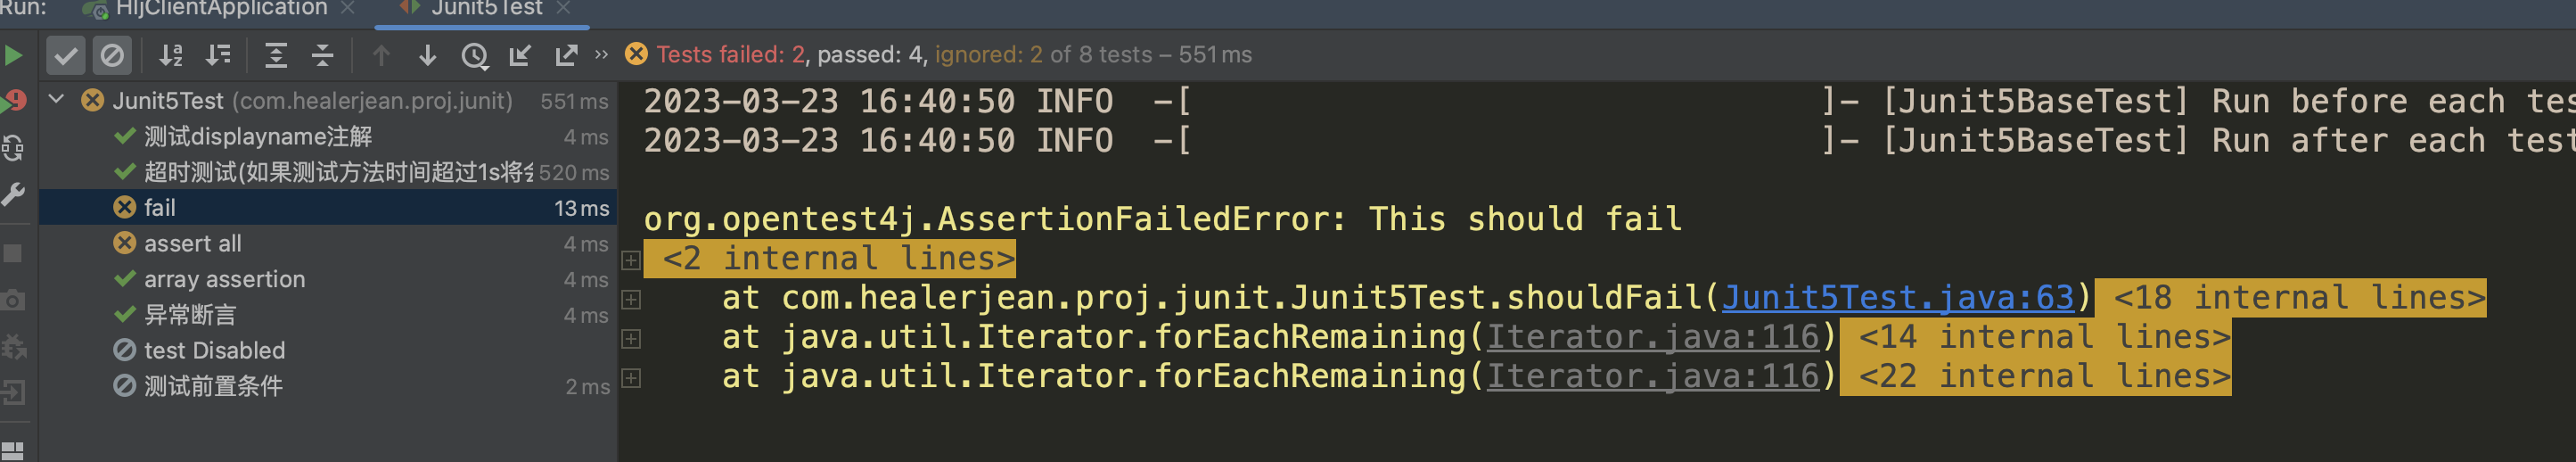 Run:
HljClientApplication
Junit5Test
Tests failed: 2, passed: 4, ignored: 2 of 8 tests – 551 ms
Junit5Test (com.healerjean.proj.junit) 551 ms
测试displayname注解 4 ms
超时测试(如果测试方法时间超过1s将 520 ms
fail 13 ms
assert all 4 ms
array assertion 4 ms
异常断言 4 ms
test Disabled
测试前置条件 2 ms
2023-03-23 16:40:50 INFO  -[ ]- [Junit5BaseTest] Run before each tes
2023-03-23 16:40:50 INFO  -[ ]- [Junit5BaseTest] Run after each test
org.opentest4j.AssertionFailedError: This should fail
<2 internal lines>
at com.healerjean.proj.junit.Junit5Test.shouldFail(Junit5Test.java:63) <18 internal lines>
at java.util.Iterator.forEachRemaining(Iterator.java:116) <14 internal lines>
at java.util.Iterator.forEachRemaining(Iterator.java:116) <22 internal lines>